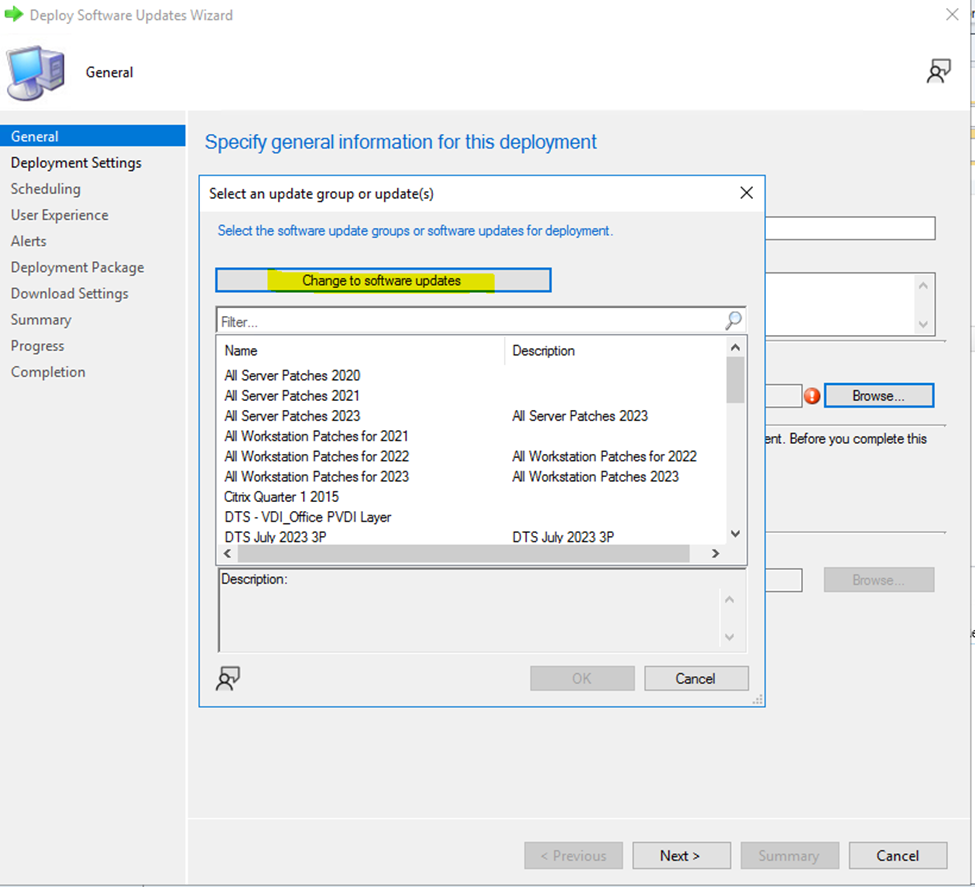 Deploy Software Updates Wizard
General
General
Deployment Settings
Scheduling
User Experience
Alerts
Deployment Package
Download Settings
Summary
Progress
Completion
Specify general information for this deployment
Select an update group or update(s)
Select the software update groups or software updates for deployment.
Change to software updates
Filter...
Name Description
All Server Patches 2020
All Server Patches 2021
All Server Patches 2023 All Server Patches 2023
All Workstation Patches for 2021
All Workstation Patches for 2022 All Workstation Patches for 2022
All Workstation Patches for 2023 All Workstation Patches 2023
Citrix Quarter 1 2015
DTS - VDI_Office PVDI Layer
DTS July 2023 3P DTS July 2023 3P
Description:
OK Cancel
Browse...
ent. Before you complete this
Browse...
< Previous Next > Summary Cancel